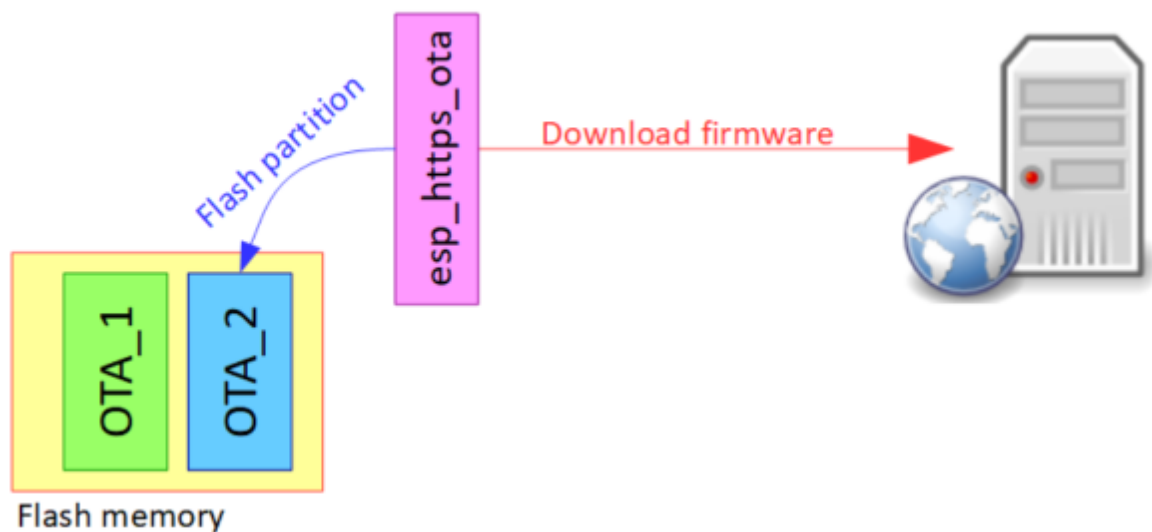 esp_https_ota
Download firmware
Flash partition
OTA_1
OTA_2
Flash memory